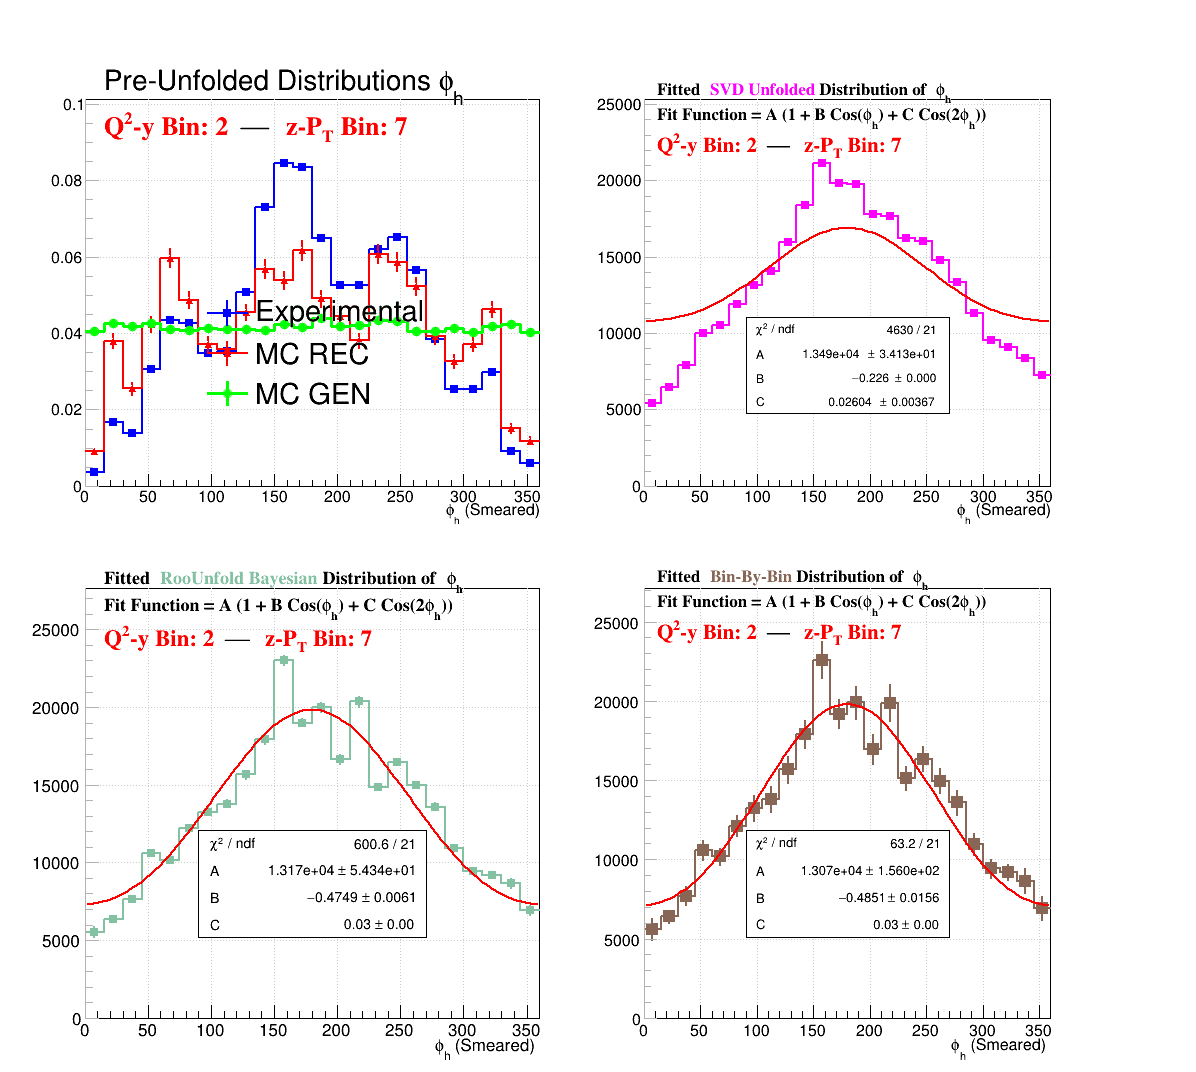 Pre-Unfolded Distributions ϕh
Q2-y Bin: 2 — z-PT Bin: 7
0.1
0.08
0.06
0.04
0.02
0
Experimental
MC REC
MC GEN
0 50 100 150 200 250 300 350
ϕh (Smeared)
Fitted SVD Unfolded Distribution of ϕh
Fit Function = A (1 + B Cos(ϕh) + C Cos(2ϕh))
Q2-y Bin: 2 — z-PT Bin: 7
25000
20000
15000
10000
5000
0
χ2 / ndf 4630 / 21
A 1.349e+04 ± 3.413e+01
B −0.226 ± 0.000
C 0.02604 ± 0.00367
0 50 100 150 200 250 300 350
ϕh (Smeared)
Fitted RooUnfold Bayesian Distribution of ϕh
Fit Function = A (1 + B Cos(ϕh) + C Cos(2ϕh))
Q2-y Bin: 2 — z-PT Bin: 7
25000
20000
15000
10000
5000
0
χ2 / ndf 600.6 / 21
A 1.317e+04 ± 5.434e+01
B −0.4749 ± 0.0061
C 0.03 ± 0.00
0 50 100 150 200 250 300 350
ϕh (Smeared)
Fitted Bin-By-Bin Distribution of ϕh
Fit Function = A (1 + B Cos(ϕh) + C Cos(2ϕh))
Q2-y Bin: 2 — z-PT Bin: 7
25000
20000
15000
10000
5000
0
χ2 / ndf 63.2 / 21
A 1.307e+04 ± 1.560e+02
B −0.4851 ± 0.0156
C 0.03 ± 0.00
0 50 100 150 200 250 300 350
ϕh (Smeared)